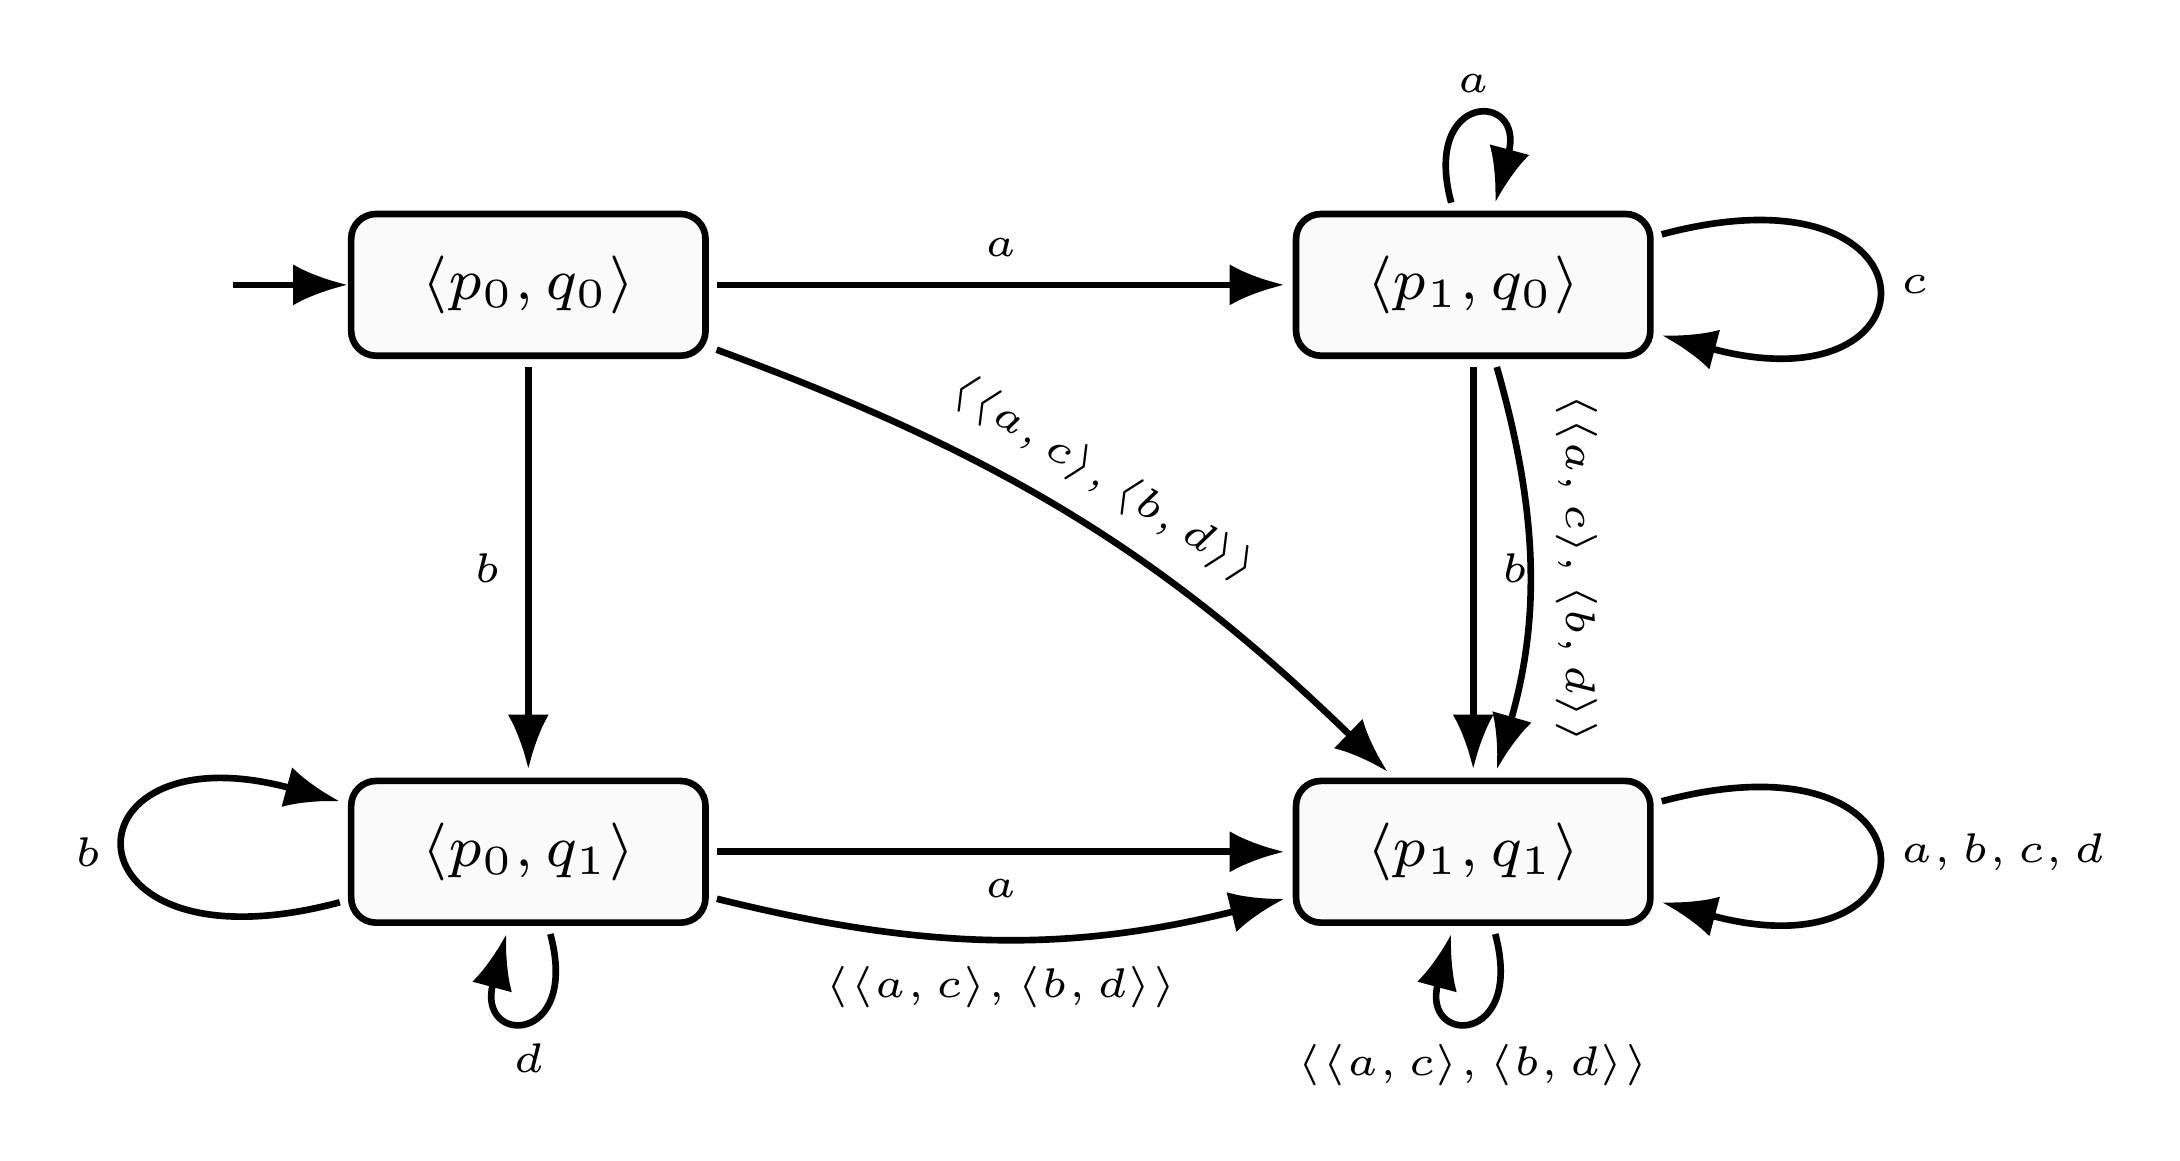 a
⟨p₀, q₀⟩
a
⟨p₁, q₀⟩
c
⟨⟨a, c⟩, ⟨b, d⟩⟩
⟨⟨a, c⟩, ⟨b, d⟩⟩
b
b
b
⟨p₀, q₁⟩
a
⟨p₁, q₁⟩
a, b, c, d
⟨⟨a, c⟩, ⟨b, d⟩⟩
d
⟨⟨a, c⟩, ⟨b, d⟩⟩